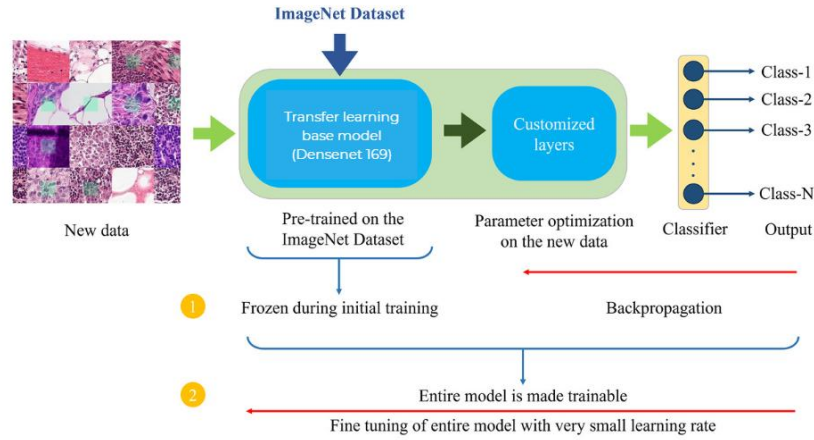 ImageNet Dataset
Transfer learning
base model
(Densenet 169)
Customized
layers
Class-1
Class-2
Class-3
Class-N
New data
Pre-trained on the
ImageNet Dataset
Parameter optimization
on the new data
Classifier
Output
1
Frozen during initial training
Backpropagation
2
Entire model is made trainable
Fine tuning of entire model with very small learning rate